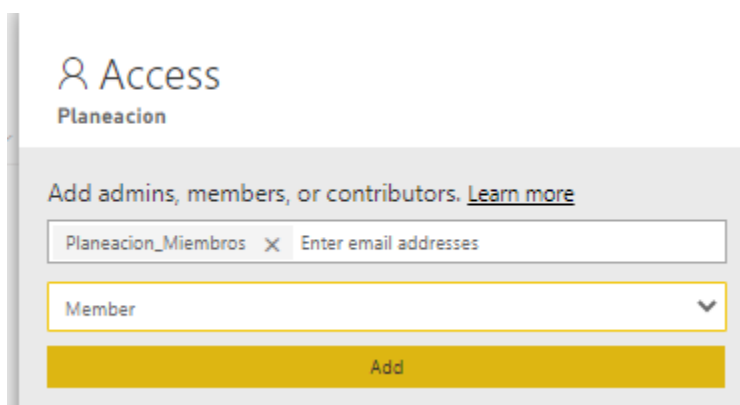 Access
Planeacion
Add admins, members, or contributors. Learn more
Planeacion_Miembros Enter email addresses
Member
Add